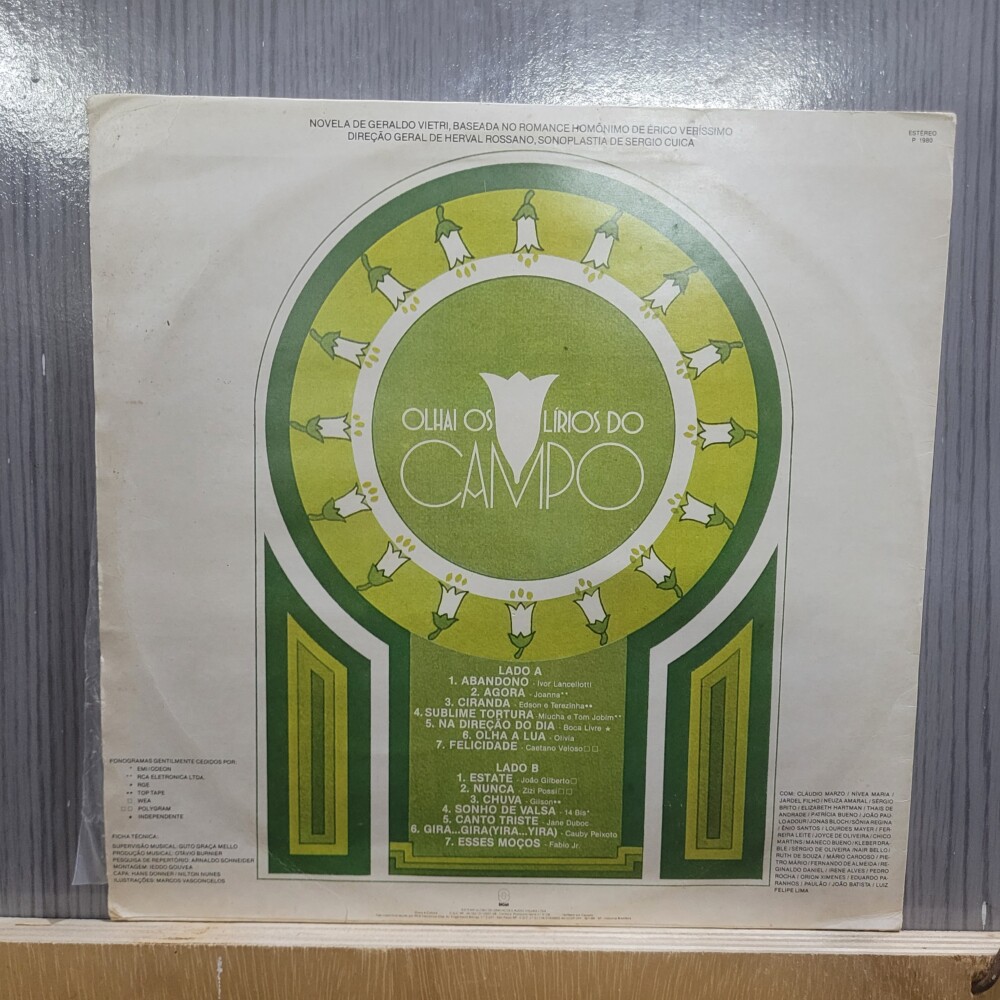 NOVELA DE GERALDO VIETRI, BASEADA NO ROMANCE HOMÔNIMO DE ÉRICO VERÍSSIMO
DIREÇÃO GERAL DE HERVAL ROSSANO, SONOPLASTIA DE SERGIO CUICA
ESTÉREO
P 1980
OLHAI OS LÍRIOS DO
CAMPO
LADO A
1. ABANDONO - Ivor Lancellotti
2. AGORA - Joanna**
3. CIRANDA - Edson e Terezinha••
4. SUBLIME TORTURA - Miucha e Tom Jobim**
5. NA DIREÇÃO DO DIA - Boca Livre ★
6. OLHA A LUA - Olivia
7. FELICIDADE - Caetano Veloso□□
LADO B
1. ESTATE - João Gilberto□
2. NUNCA - Zizi Possi□□
3. CHUVA - Gilson••
4. SONHO DE VALSA - 14 Bis*
5. CANTO TRISTE - Jane Duboc
6. GIRA...GIRA(YIRA...YIRA) - Cauby Peixoto
7. ESSES MOÇOS - Fabio Jr.
FONOGRAMAS GENTILMENTE CEDIDOS POR:
* EMI/ODEON
** RCA ELETRONICA LTDA.
• RGE
•• TOP TAPE
□ WEA
□□ POLYGRAM
★ INDEPENDENTE
FICHA TÉCNICA:
SUPERVISÃO MUSICAL: GUTO GRAÇA MELLO
PRODUÇÃO MUSICAL: OTÁVIO BURNIER
PESQUISA DE REPERTÓRIO: ARNALDO SCHNEIDER
MONTAGEM: IEDDO GOUVEA
CAPA: HANS DONNER / NILTON NUNES
ILUSTRAÇÕES: MARCOS VASCONCELOS
COM: CLÁUDIO MARZO / NÍVEA MARIA /
JARDEL FILHO / NEUZA AMARAL / SÉRGIO
BRITO / ELIZABETH HARTMAN / THAIS DE
ANDRADE / PATRICIA BUENO / JOÃO PAU-
LO ADOUR / JONAS BLOCH / SÔNIA REGINA
/ ÊNIO SANTOS / LOURDES MAYER / FER-
REIRA LEITE / JOYCE DE OLIVEIRA / CHICO
MARTINS / MANECO BUENO / KLEBER DRA-
BLE / SÉRGIO DE OLIVEIRA / NAIR BELLO /
RUTH DE SOUZA / MÁRIO CARDOSO / PIE-
TRO MÁRIO / FERNANDO DE ALMEIDA / RE-
GINALDO DANIEL / IRENE ALVES / PEDRO
ROCHA / ORION XIMENES / EDUARDO PA-
RANHOS / PAULÃO / JOÃO BATISTA / LUIZ
FELIPE LIMA